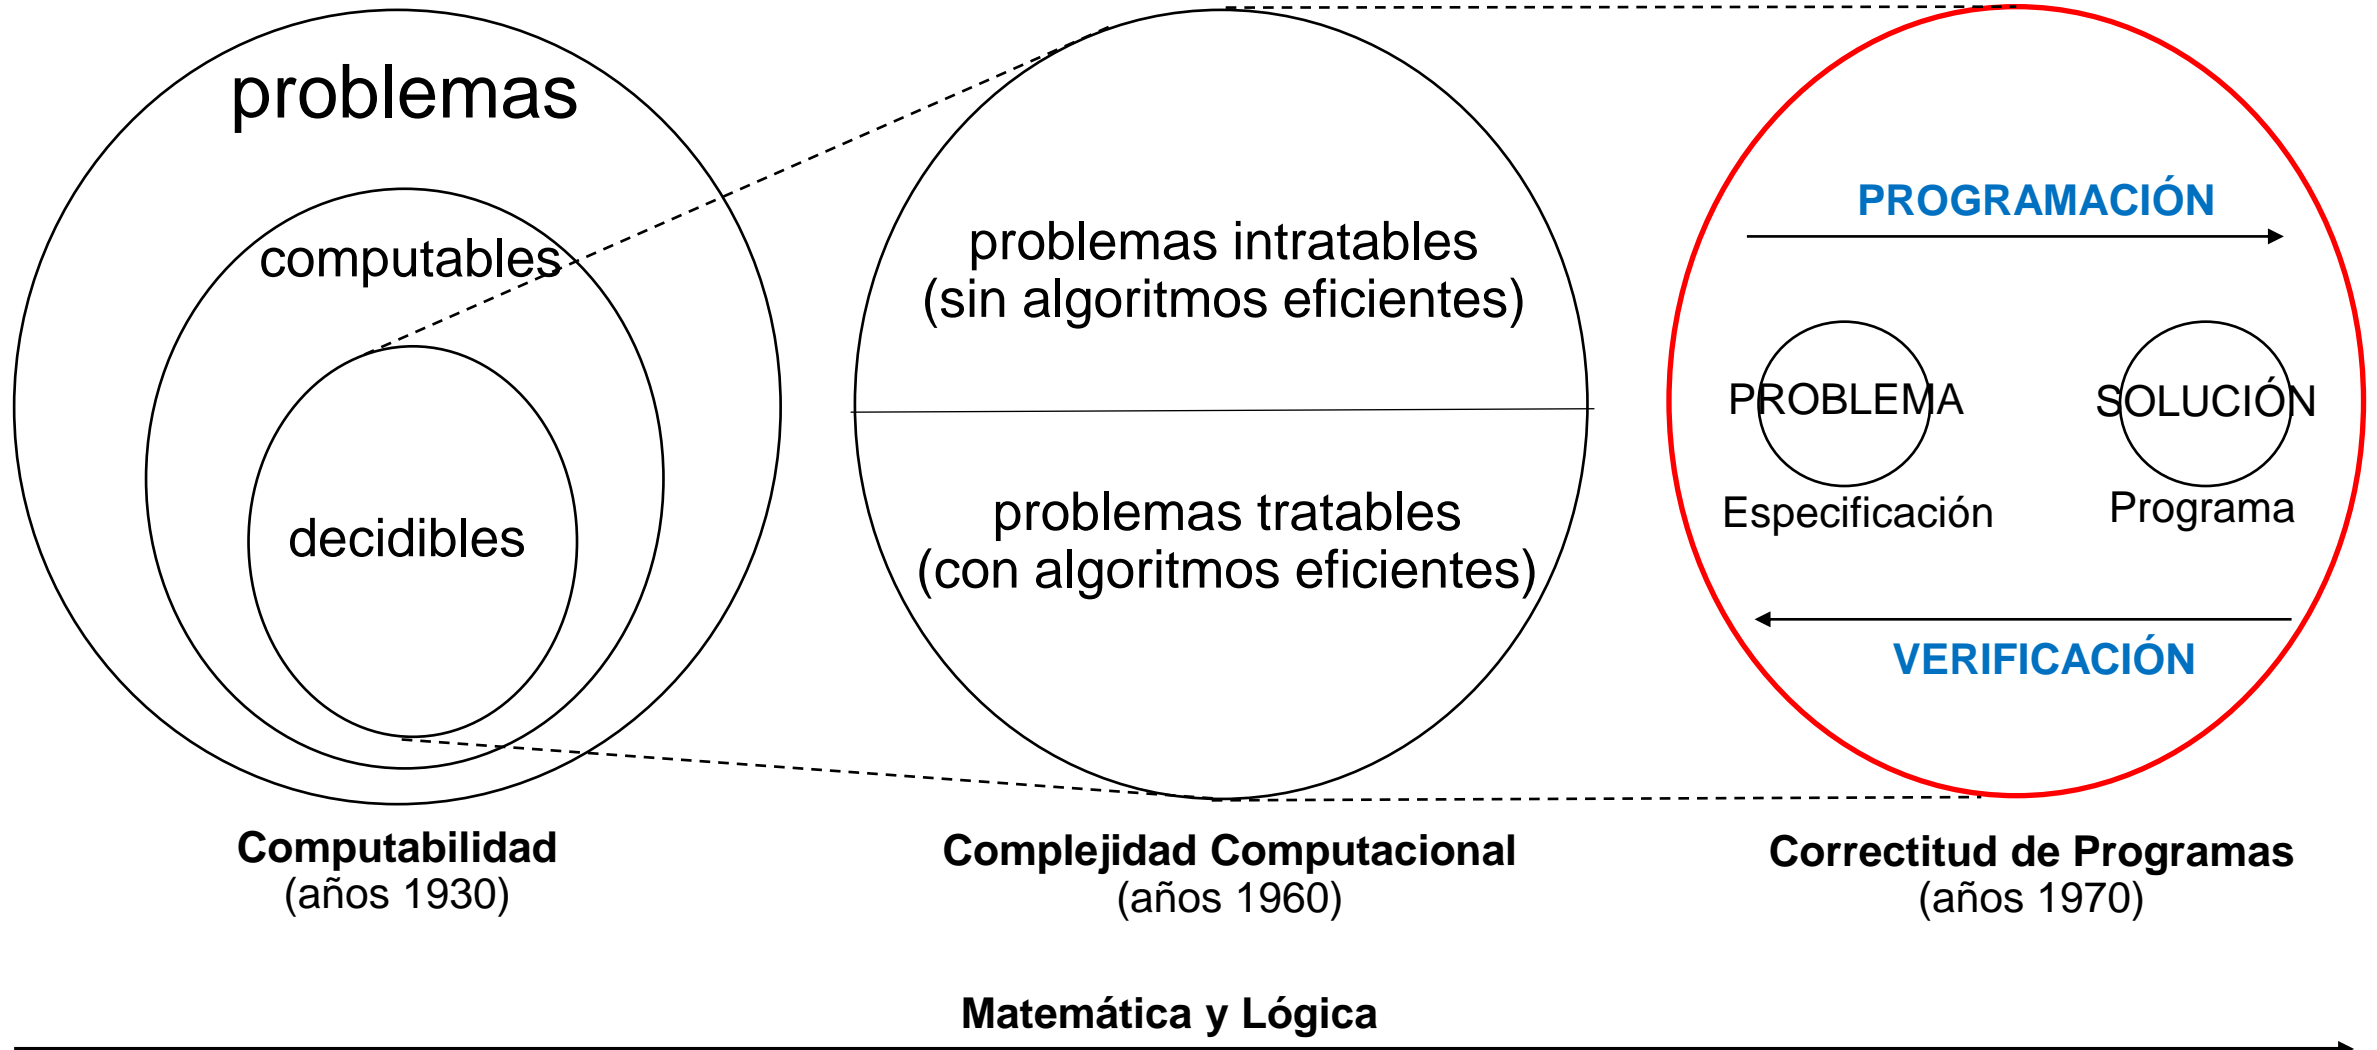 problemas
computables
decidibles
Computabilidad
(años 1930)
problemas intratables
(sin algoritmos eficientes)
problemas tratables
(con algoritmos eficientes)
Complejidad Computacional
(años 1960)
PROGRAMACIÓN
PROBLEMA
SOLUCIÓN
Especificación
Programa
VERIFICACIÓN
Correctitud de Programas
(años 1970)
Matemática y Lógica